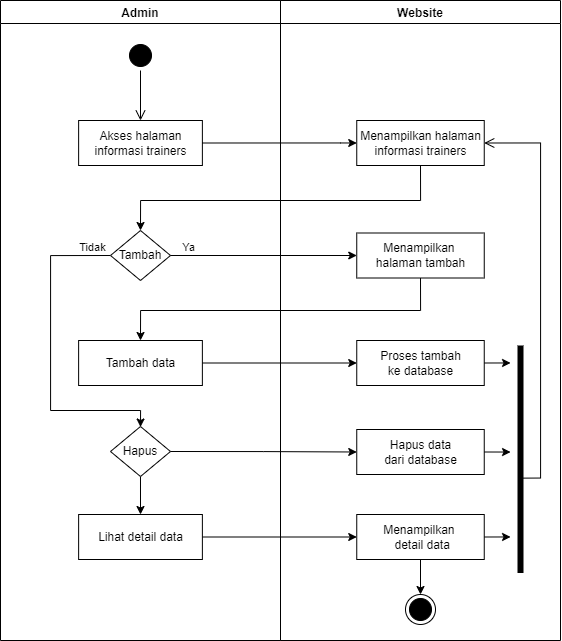 Admin
Website
Akses halaman
informasi trainers
Menampilkan halaman
informasi trainers
Tidak
Tambah
Ya
Menampilkan
halaman tambah
Tambah data
Proses tambah
ke database
Hapus
Hapus data
dari database
Lihat detail data
Menampilkan
detail data